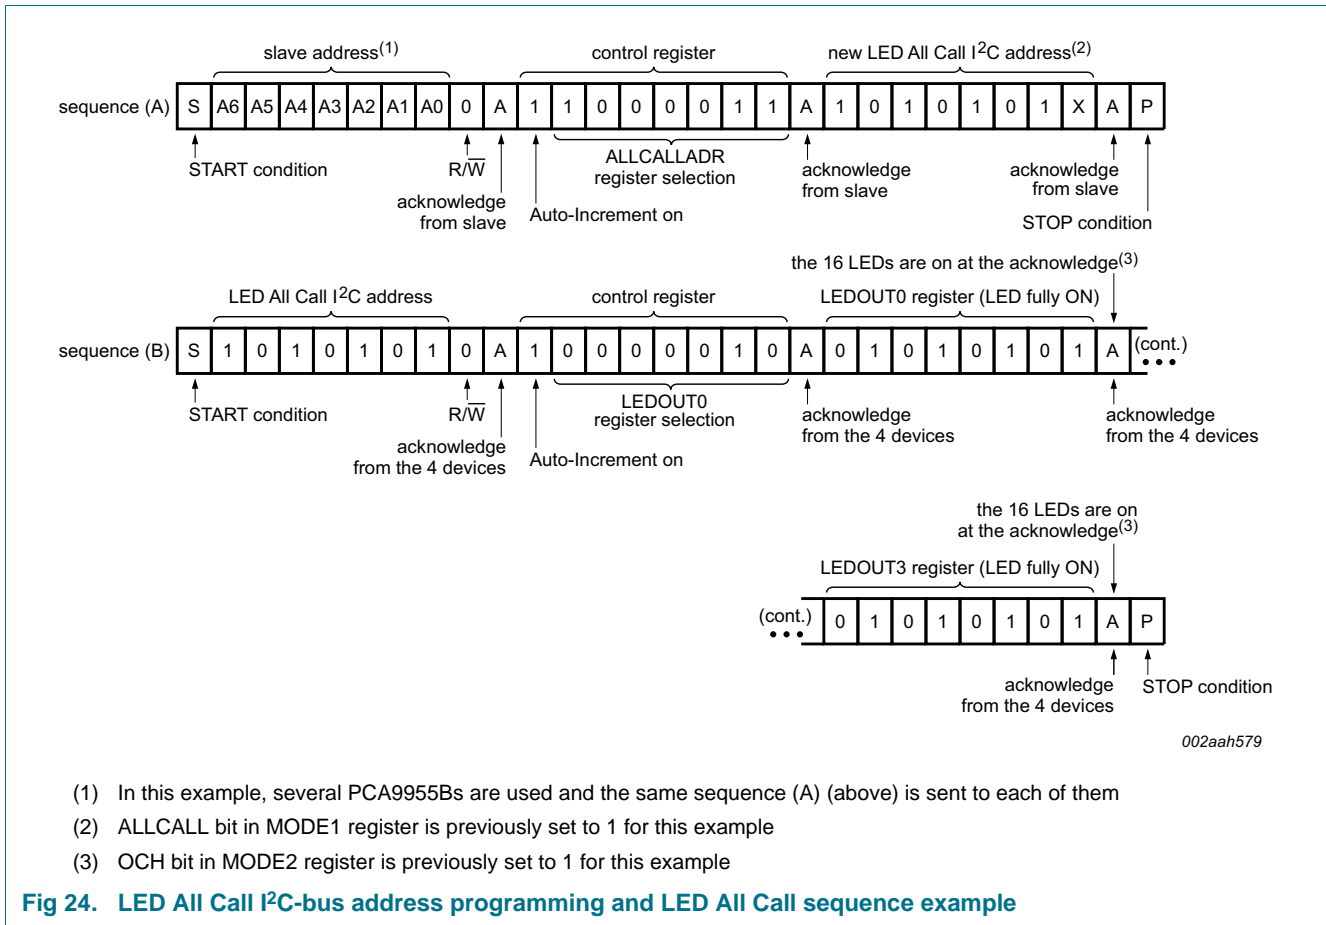 slave address(1) control register new LED All Call I2C address(2)
sequence (A) S A6 A5 A4 A3 A2 A1 A0 0 A 1 1 0 0 0 0 1 1 A 1 0 1 0 1 0 1 X A P
START condition R/W̅ ALLCALLADR
register selection acknowledge
from slave acknowledge
from slave
acknowledge
from slave Auto-Increment on STOP condition
the 16 LEDs are on at the acknowledge(3)
LED All Call I2C address control register LEDOUT0 register (LED fully ON)
sequence (B) S 1 0 1 0 1 0 1 0 A 1 0 0 0 0 0 1 0 A 0 1 0 1 0 1 0 1 A (cont.)
START condition R/W̅ LEDOUT0
register selection acknowledge
from the 4 devices acknowledge
from the 4 devices
acknowledge
from the 4 devices Auto-Increment on
the 16 LEDs are on
at the acknowledge(3)
LEDOUT3 register (LED fully ON)
(cont.) 0 1 0 1 0 1 0 1 A P
acknowledge
from the 4 devices STOP condition
002aah579
(1) In this example, several PCA9955Bs are used and the same sequence (A) (above) is sent to each of them
(2) ALLCALL bit in MODE1 register is previously set to 1 for this example
(3) OCH bit in MODE2 register is previously set to 1 for this example
Fig 24. LED All Call I2C-bus address programming and LED All Call sequence example